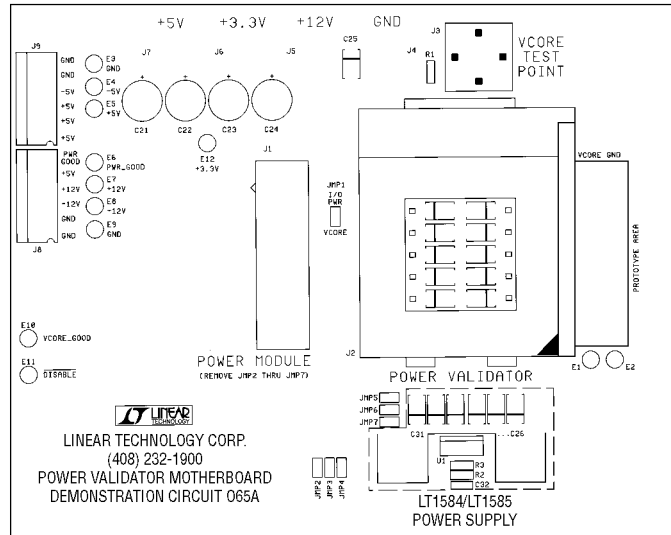 +5V +3.3V +12V GND
J9
J7
J6
J5
C25
J3
J4
R1
VCORE
TEST
POINT
GND
GND
-5V
+5V
+5V
+5V
E3
GND
E4
-5V
E5
+5V
C21
C22
C23
C24
E12
+3.3V
J1
PWR
GOOD
+5V
+12V
-12V
GND
GND
E6
PWR_GOOD
E7
+12V
E8
-12V
E9
GND
J8
JMP1
I/O
PWR
VCORE
VCORE GND
PROTOTYPE AREA
E10
VCORE_GOOD
E11
DISABLE
POWER MODULE
(REMOVE JMP2 THRU JMP7)
J2
E1
E2
POWER VALIDATOR
JMP5
JMP6
JMP7
C31
...C26
U1
R3
R2
C32
JMP2
JMP3
JMP4
LT LINEAR
TECHNOLOGY
LINEAR TECHNOLOGY CORP.
(408) 232-1900
POWER VALIDATOR MOTHERBOARD
DEMONSTRATION CIRCUIT 065A
LT1584/LT1585
POWER SUPPLY